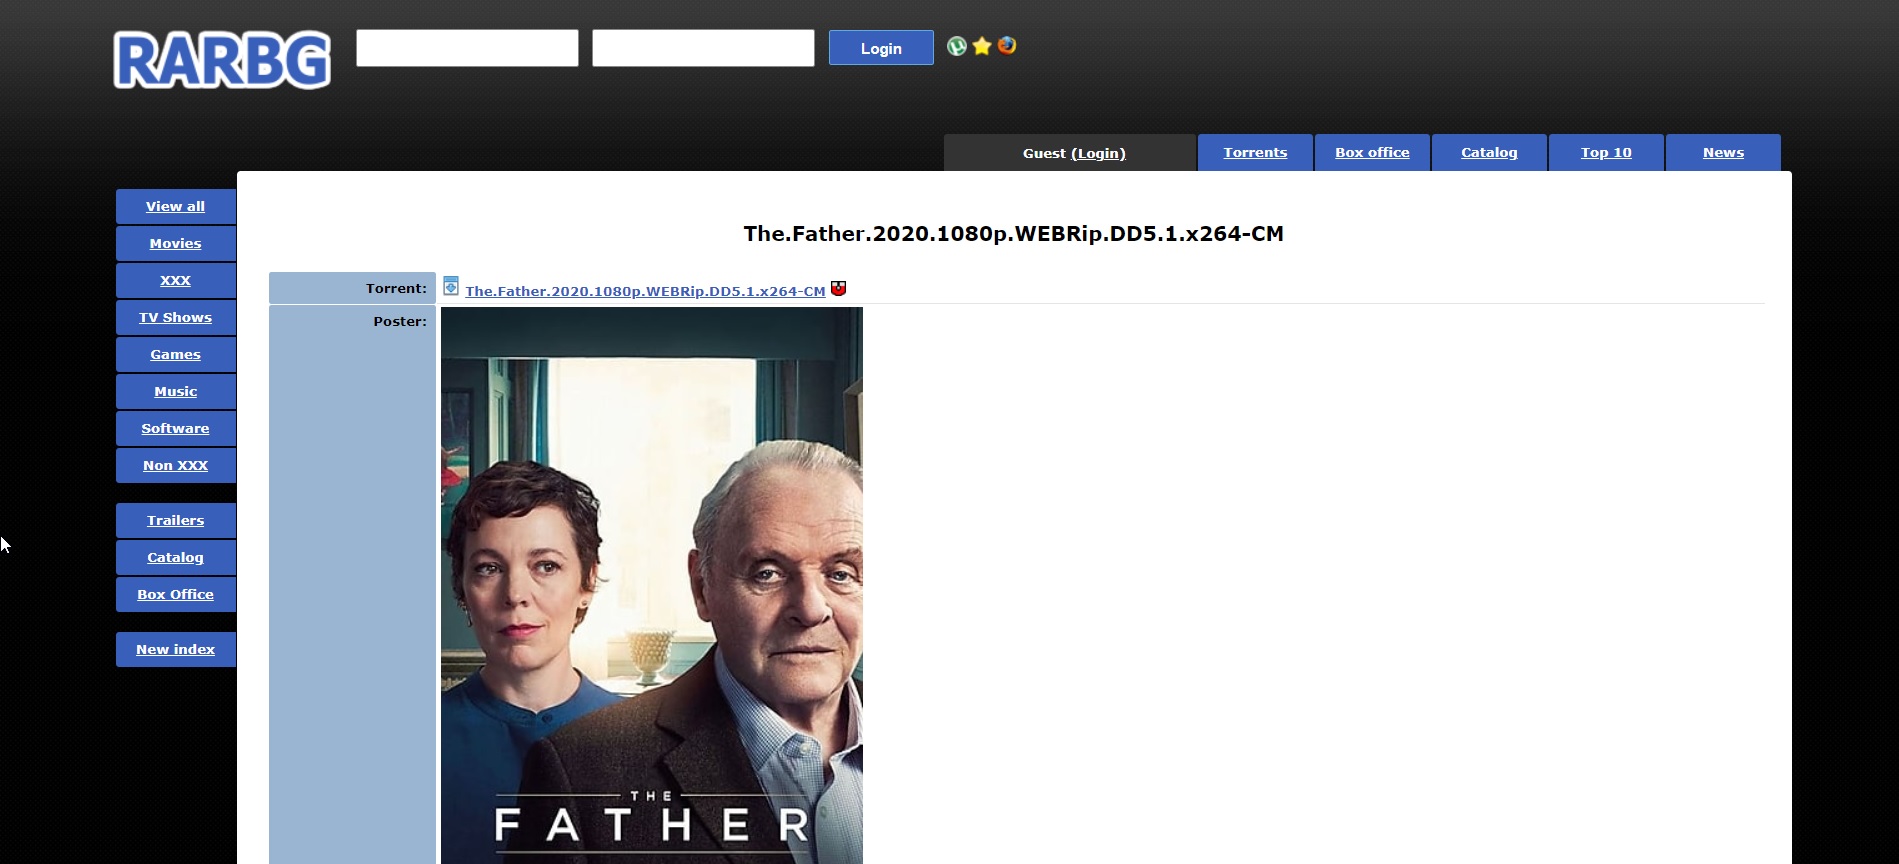 RARBG
Login
Guest (Login)
Torrents
Box office
Catalog
Top 10
News
View all
Movies
XXX
TV Shows
Games
Music
Software
Non XXX
Trailers
Catalog
Box Office
New index
The.Father.2020.1080p.WEBRip.DD5.1.x264-CM
Torrent: The.Father.2020.1080p.WEBRip.DD5.1.x264-CM
Poster:
THE
FATHER